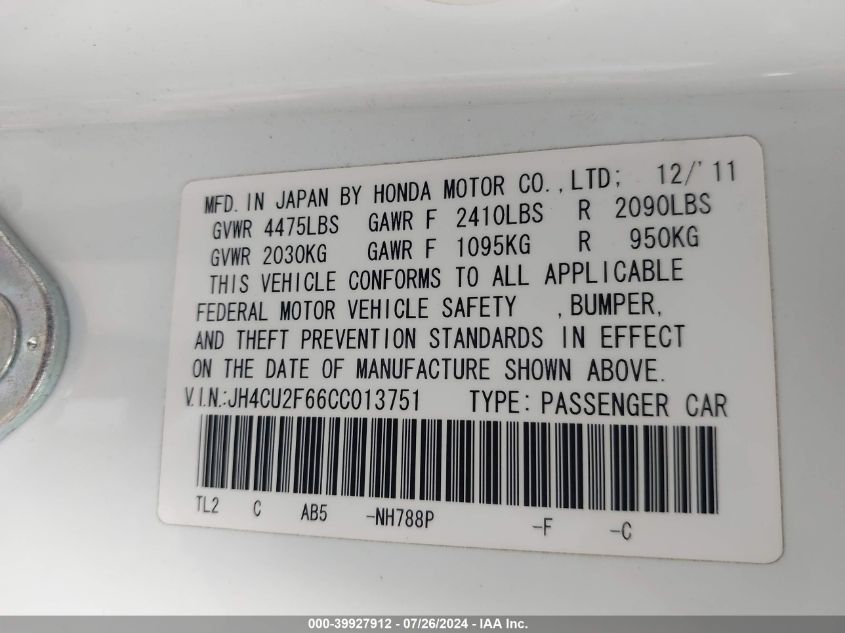 MFD. IN JAPAN BY HONDA MOTOR CO., LTD; 12/'11
GVWR 4475LBS GAWR F 2410LBS R 2090LBS
GVWR 2030KG GAWR F 1095KG R 950KG
THIS VEHICLE CONFORMS TO ALL APPLICABLE
FEDERAL MOTOR VEHICLE SAFETY , BUMPER,
AND THEFT PREVENTION STANDARDS IN EFFECT
ON THE DATE OF MANUFACTURE SHOWN ABOVE.
V.I.N.:JH4CU2F66CC013751 TYPE: PASSENGER CAR
TL2 C AB5 -NH788P -F -C
000-39927912 / 07/26/2024 - IAA Inc.